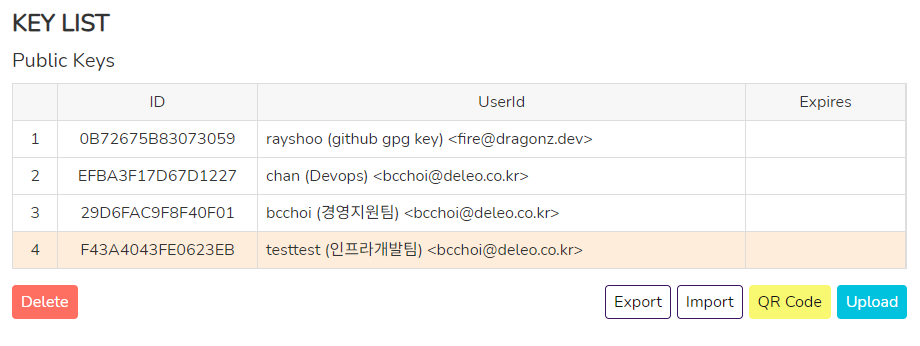 KEY LIST
Public Keys
ID UserId Expires
1 0B72675B83073059 rayshoo (github gpg key) <fire@dragonz.dev>
2 EFBA3F17D67D1227 chan (Devops) <bcchoi@deleo.co.kr>
3 29D6FAC9F8F40F01 bcchoi (경영지원팀) <bcchoi@deleo.co.kr>
4 F43A4043FE0623EB testtest (인프라개발팀) <bcchoi@deleo.co.kr>
Delete Export Import QR Code Upload